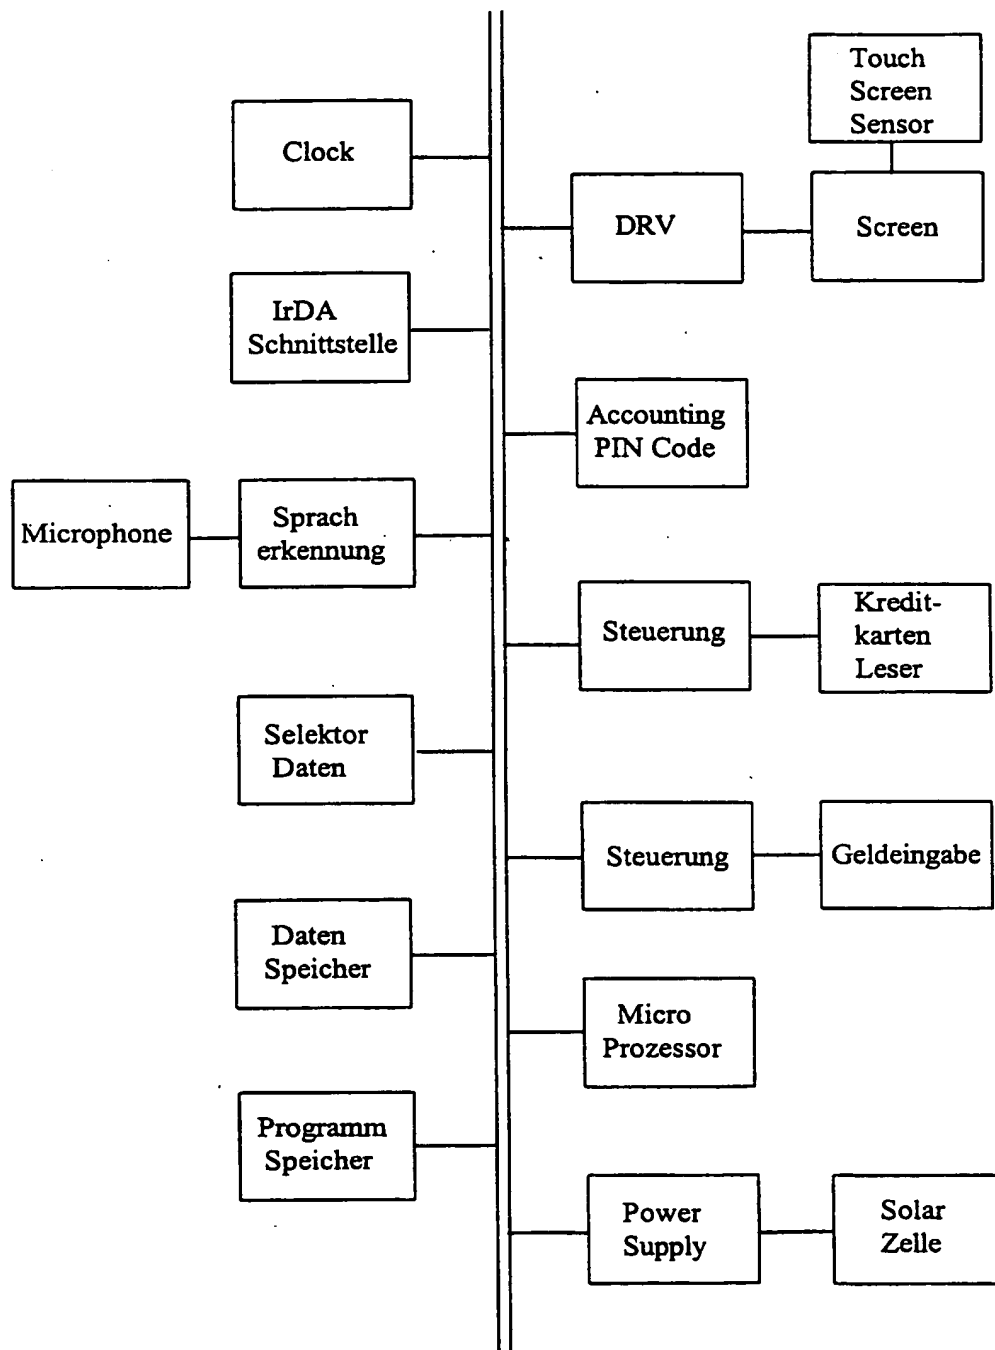 Touch
Screen
Sensor
Clock
DRV
Screen
IrDA
Schnittstelle
Accounting
PIN Code
Microphone
Sprach
erkennung
Steuerung
Kredit-
karten
Leser
Selektor
Daten
Steuerung
Geldeingabe
Daten
Speicher
Micro
Prozessor
Programm
Speicher
Power
Supply
Solar
Zelle